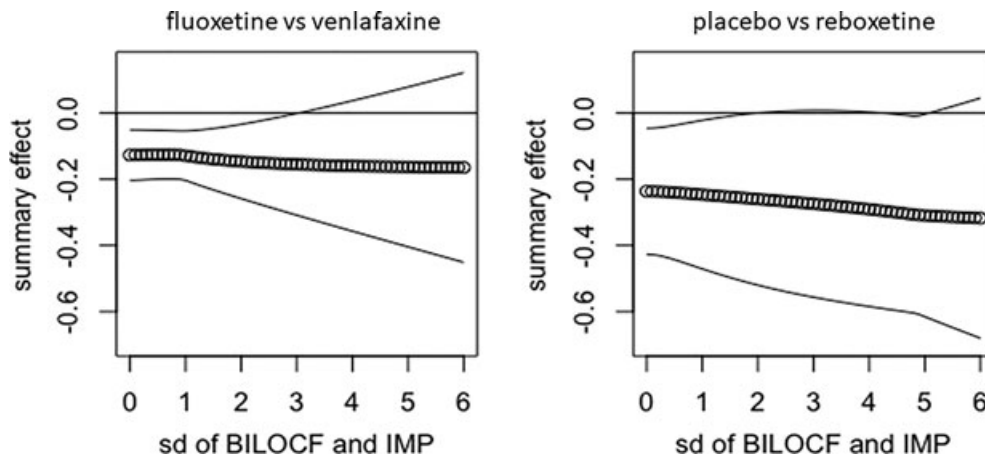 fluoxetine vs venlafaxine
summary effect
0.0
-0.2
-0.4
-0.6
0 1 2 3 4 5 6
sd of BILOCF and IMP
placebo vs reboxetine
summary effect
0.0
-0.2
-0.4
-0.6
0 1 2 3 4 5 6
sd of BILOCF and IMP